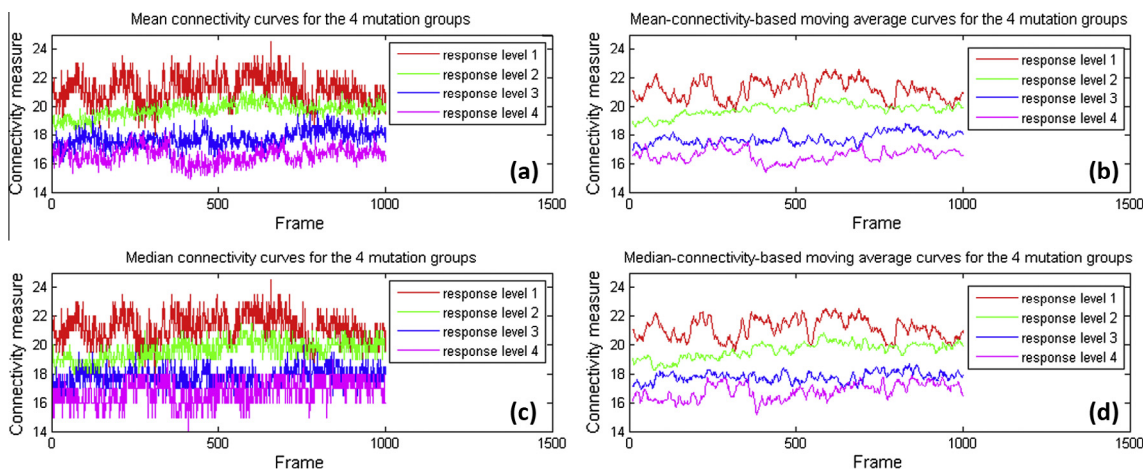 Mean connectivity curves for the 4 mutation groups
Connectivity measure
24
22
20
18
16
14
0
500
1000
1500
Frame
response level 1
response level 2
response level 3
response level 4
(a)
Mean-connectivity-based moving average curves for the 4 mutation groups
Connectivity measure
24
22
20
18
16
14
0
500
1000
1500
Frame
response level 1
response level 2
response level 3
response level 4
(b)
Median connectivity curves for the 4 mutation groups
Connectivity measure
24
22
20
18
16
14
0
500
1000
1500
Frame
response level 1
response level 2
response level 3
response level 4
(c)
Median-connectivity-based moving average curves for the 4 mutation groups
Connectivity measure
24
22
20
18
16
14
0
500
1000
1500
Frame
response level 1
response level 2
response level 3
response level 4
(d)